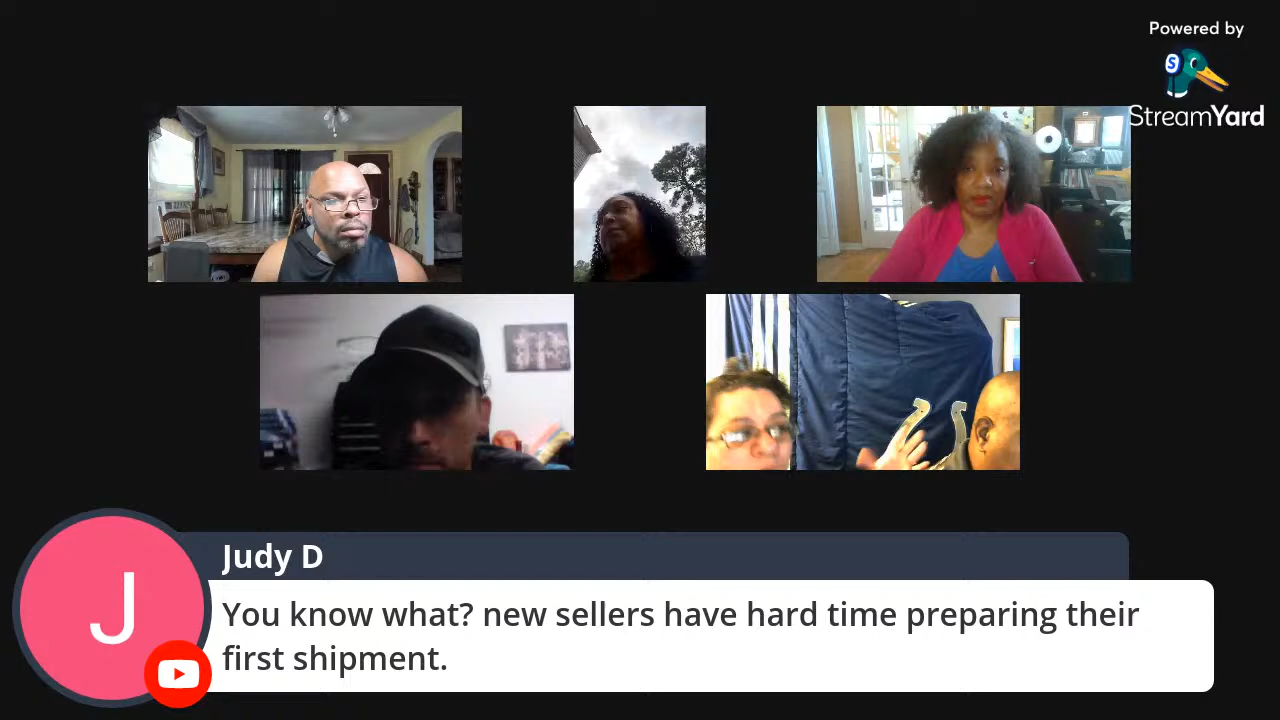 Powered by
S
StreamYard
Judy D
J
You know what? new sellers have hard time preparing their
first shipment.